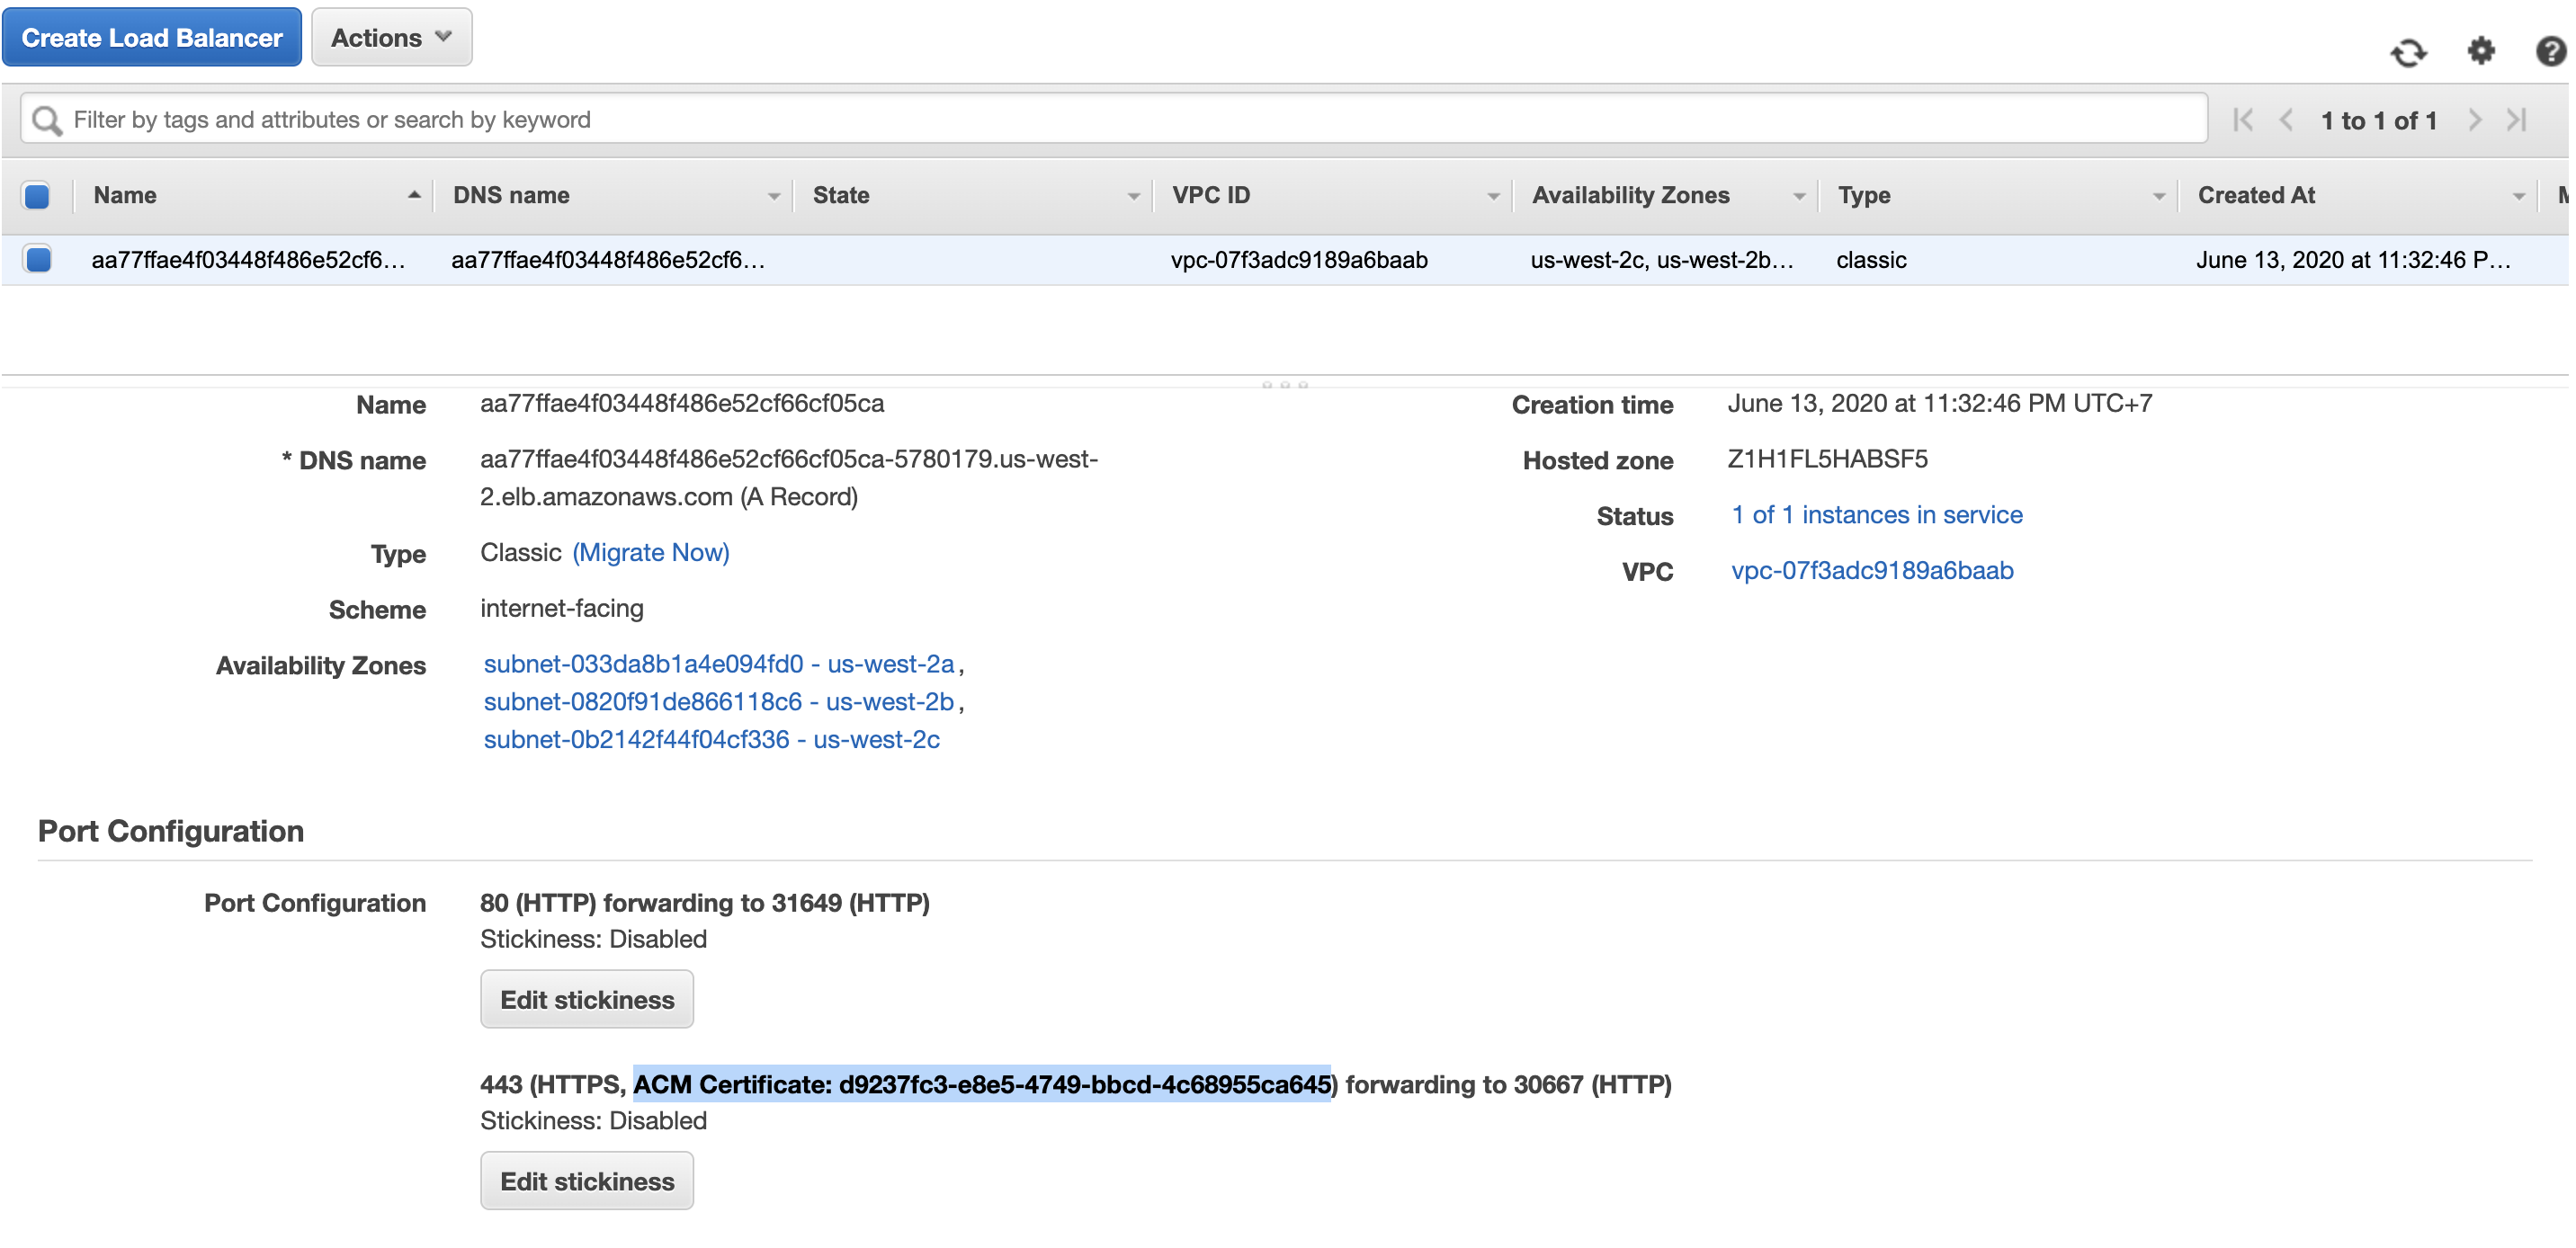 Create Load Balancer Actions
Filter by tags and attributes or search by keyword 1 to 1 of 1
Name DNS name State VPC ID Availability Zones Type Created At M
aa77ffae4f03448f486e52cf6... aa77ffae4f03448f486e52cf6... vpc-07f3adc9189a6baab us-west-2c, us-west-2b... classic June 13, 2020 at 11:32:46 P...
Name aa77ffae4f03448f486e52cf66cf05ca Creation time June 13, 2020 at 11:32:46 PM UTC+7
* DNS name aa77ffae4f03448f486e52cf66cf05ca-5780179.us-west- Hosted zone Z1H1FL5HABSF5
2.elb.amazonaws.com (A Record)
Status 1 of 1 instances in service
Type Classic (Migrate Now)
VPC vpc-07f3adc9189a6baab
Scheme internet-facing
Availability Zones subnet-033da8b1a4e094fd0 - us-west-2a,
subnet-0820f91de866118c6 - us-west-2b,
subnet-0b2142f44f04cf336 - us-west-2c
Port Configuration
Port Configuration 80 (HTTP) forwarding to 31649 (HTTP)
Stickiness: Disabled
Edit stickiness
443 (HTTPS, ACM Certificate: d9237fc3-e8e5-4749-bbcd-4c68955ca645) forwarding to 30667 (HTTP)
Stickiness: Disabled
Edit stickiness